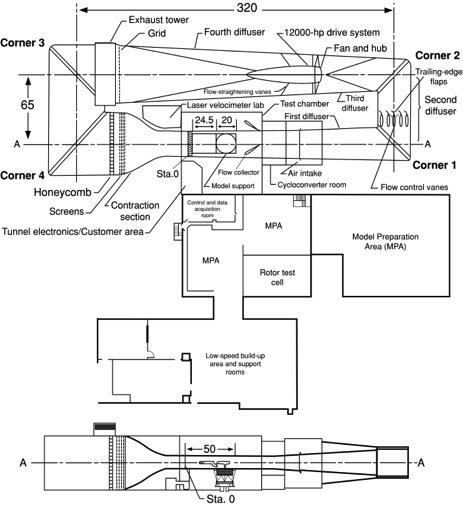 320
Exhaust tower
Grid
Fourth diffuser
12000-hp drive system
Fan and hub
Corner 3
Corner 2
Trailing-edge
flaps
Second
diffuser
Flow-straightening vanes
Third
diffuser
65
Laser velocimeter lab
Test chamber
First diffuser
24.5
20
A
A
Corner 4
Sta.0
Flow collector
Model support
Air intake
Cycloconverter room
Corner 1
Flow control vanes
Honeycomb
Screens
Contraction
section
Tunnel electronics/Customer area
Control and data
acquisition
room
MPA
Model Preparation
Area (MPA)
MPA
Rotor test
cell
Low-speed build-up
area and support
rooms
50
A
A
Sta. 0